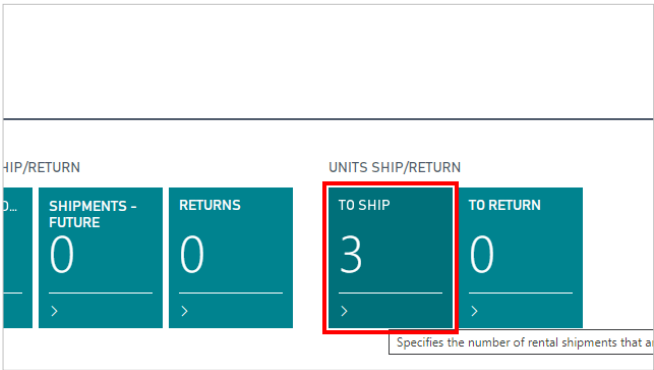 HIP/RETURN
UNITS SHIP/RETURN
O...
SHIPMENTS -
FUTURE
0
RETURNS
0
TO SHIP
3
TO RETURN
0
Specifies the number of rental shipments that a